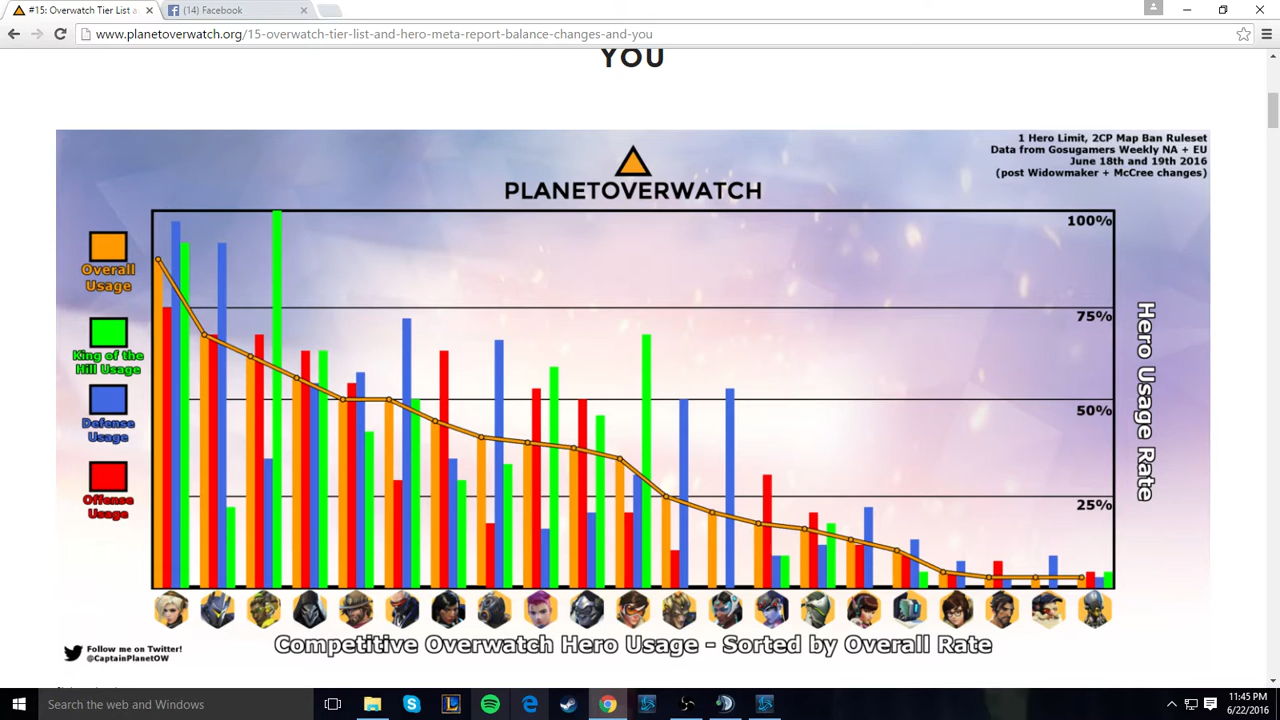 #15: Overwatch Tier List a
(14) Facebook
www.planetoverwatch.org/15-overwatch-tier-list-and-hero-meta-report-balance-changes-and-you
YOU
1 Hero Limit, 2CP Map Ban Ruleset
Data from Gosugamers Weekly NA + EU
June 18th and 19th 2016
(post Widowmaker + McCree changes)
PLANETOVERWATCH
100%
75%
50%
25%
Overall
Usage
King of the
Hill Usage
Defense
Usage
Offense
Usage
Hero Usage Rate
Competitive Overwatch Hero Usage - Sorted by Overall Rate
Follow me on Twitter!
@CaptainPlanetOW
Search the web and Windows
11:45 PM
6/22/2016